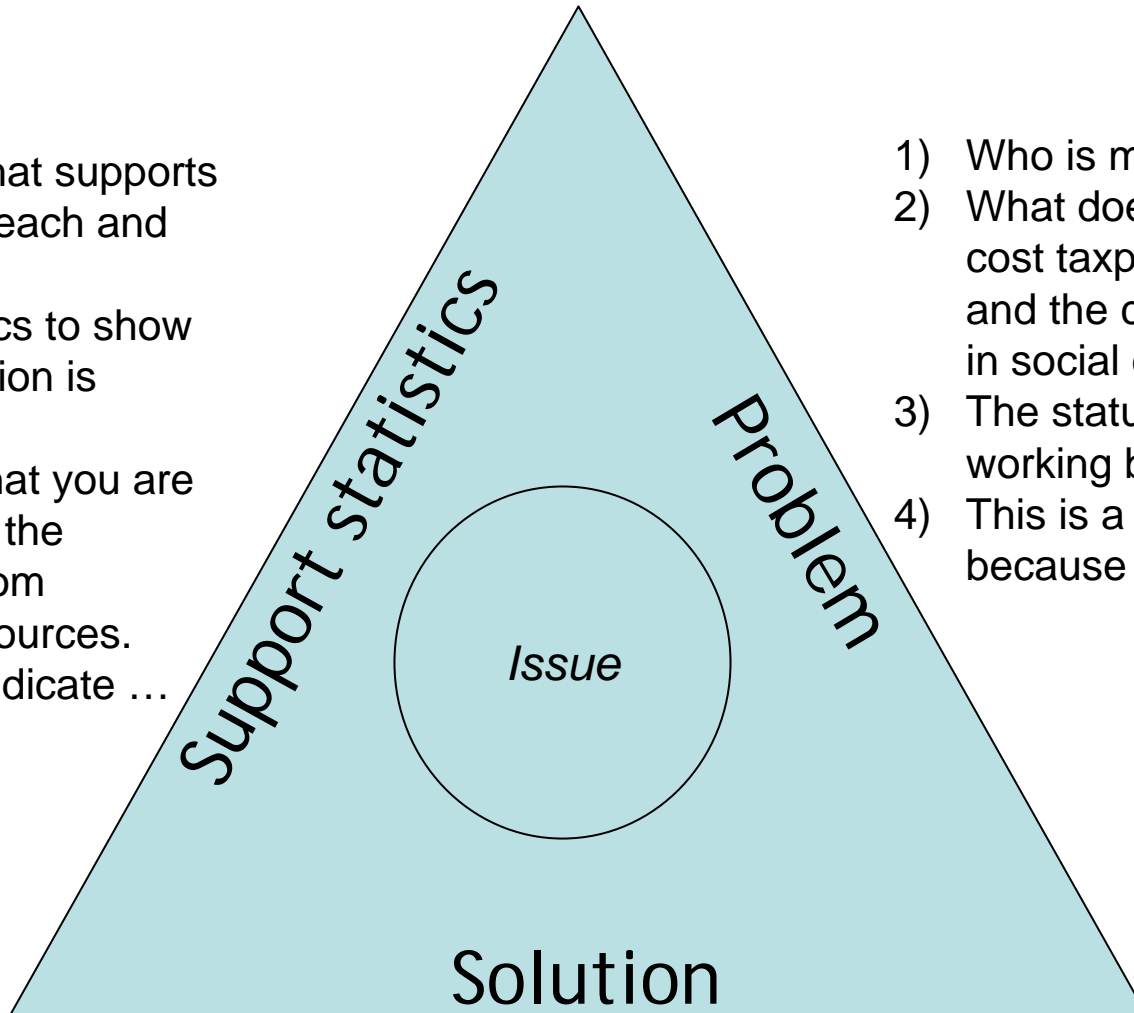 hat supports
each and
cs to show
tion is
hat you are
the
om
ources.
dicate …
Support statistics
Problem
Issue
Solution
1) Who is m
2) What doe
cost taxp
and the c
in social
3) The statu
working b
4) This is a
because